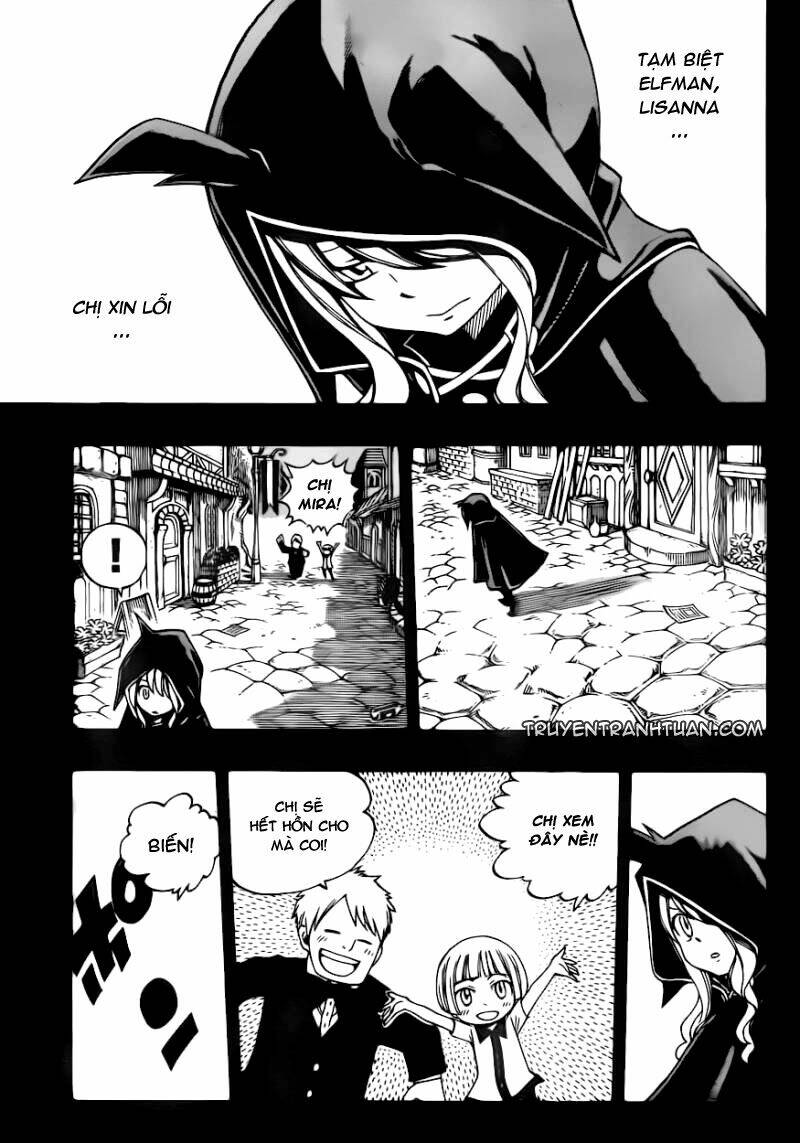 TẠM BIỆT
ELFMAN,
LISANNA
...
CHỊ XIN LỖI
...
CHỊ
MIRA!
!
TRUYENTRANHTUAN.COM
CHỊ XEM
ĐÂY NÈ!!
CHỊ SẼ
HẾT HỒN CHO
MÀ COI!
BIẾN!